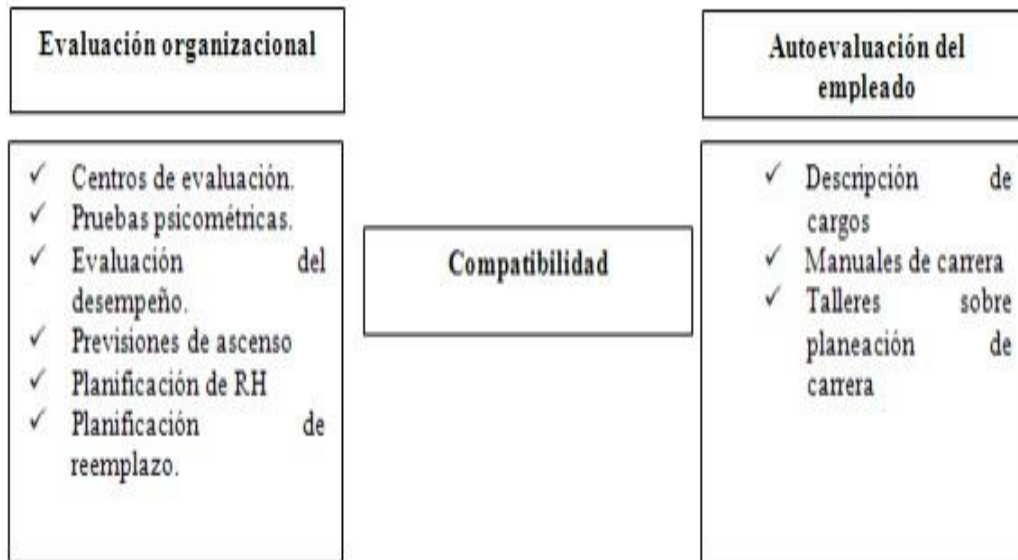 Evaluación organizacional
✓ Centros de evaluación.
✓ Pruebas psicométricas.
✓ Evaluación del
desempeño.
✓ Previsiones de ascenso
✓ Planificación de RH
✓ Planificación de
reemplazo.
Compatibilidad
Autoevaluación del
empleado
✓ Descripción de
cargos
✓ Manuales de carrera
✓ Talleres sobre
planeación de
carrera